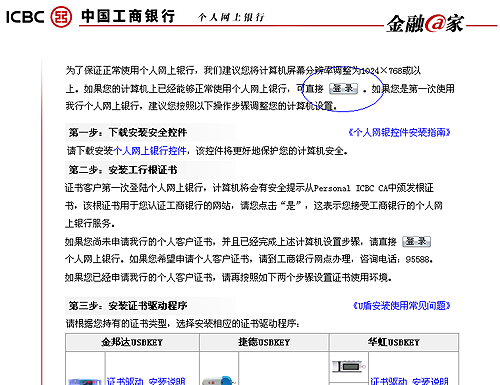 ICBC 中国工商银行 个人网上银行 金融@家
为了保证正常使用个人网上银行，我们建议您将计算机屏幕分辨率调整为1024×768或以
上。如果您的计算机上已经能够正常使用个人网上银行，可直接 登录 。如果您是第一次使用
我行个人网上银行，建议您按照以下操作步骤调整您的计算机设置。
第一步：下载安装安全控件 《个人网银控件安装指南》
请下载安装个人网上银行控件，该控件将更好地保护您的计算机安全。
第二步：安装工行根证书
证书客户第一次登陆个人网上银行，计算机将会有安全提示从Personal ICBC CA中颁发根证
书，该根证书用于您认证工商银行的网站，请您点击“是”，这表示您接受工商银行的个人网
上银行服务。
如果您尚未申请我行的个人客户证书，并且已经完成上述计算机设置步骤，请直接 登录
个人网上银行。如果您希望申请个人客户证书，请到工商银行网点办理，咨询电话：95588。
如果您已经申请我行的个人客户证书，请再按照如下两个步骤设置证书使用环境。
第三步：安装证书驱动程序 《U盾安装使用常见问题》
请根据您持有的证书类型，选择安装相应的证书驱动程序：
金邦达USBKEY 捷德USBKEY 华虹USBKEY
证书驱动 安装说明 证书驱动 安装说明